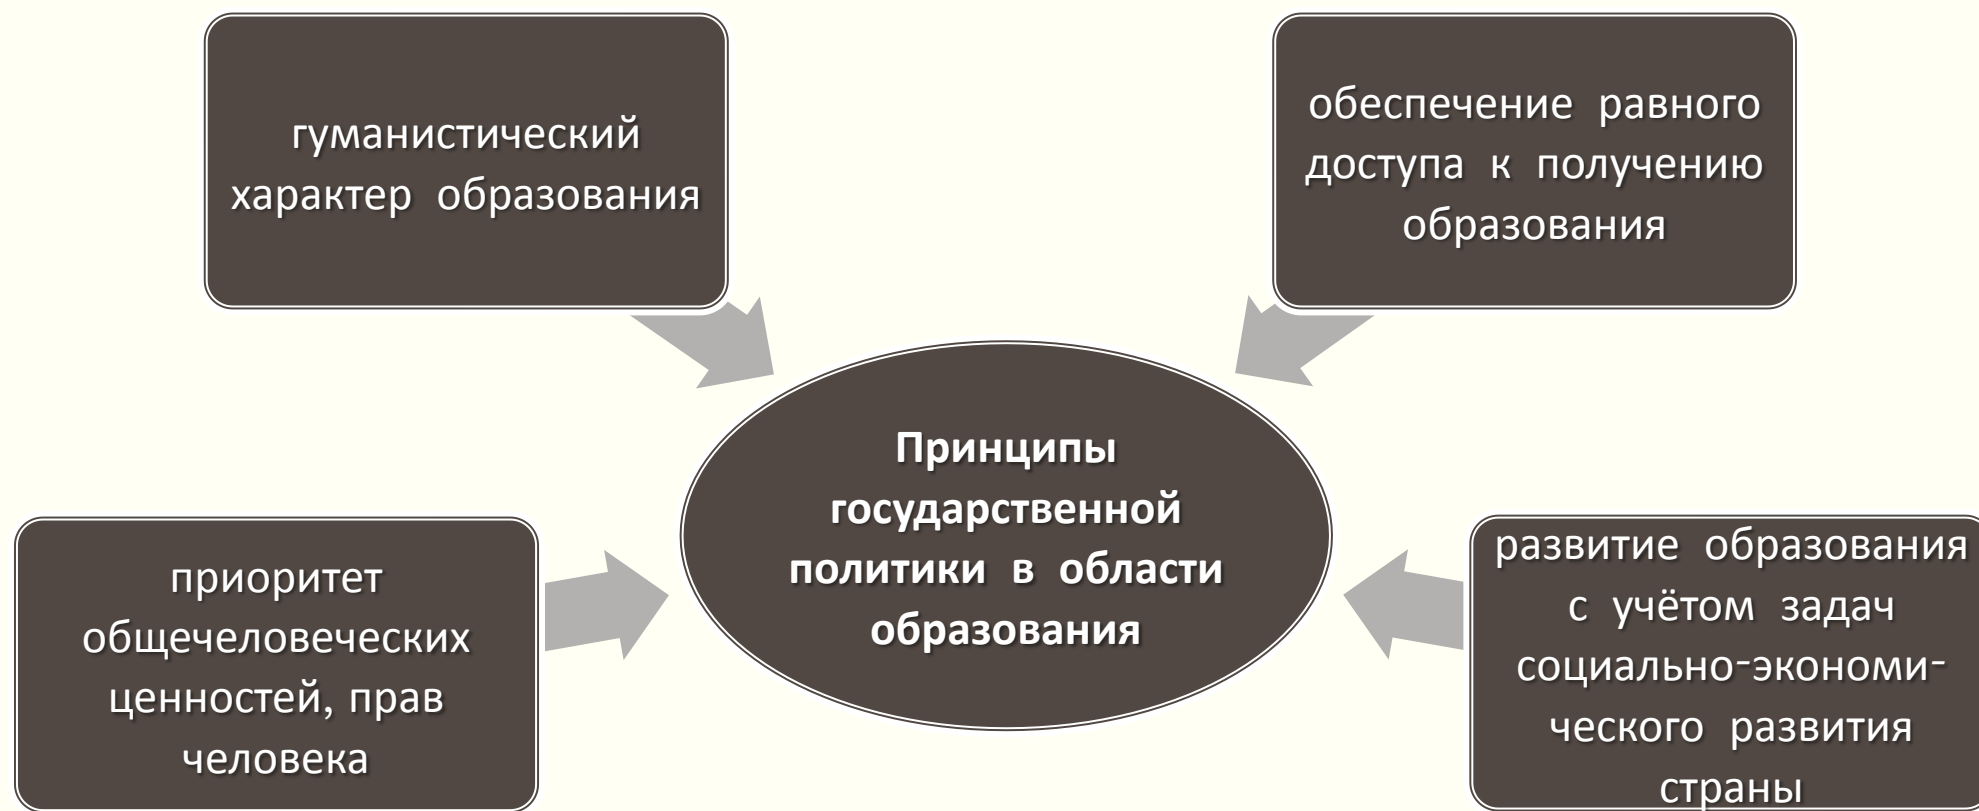 гуманистический
характер образования
обеспечение равного
доступа к получению
образования
Принципы
государственной
политики в области
образования
приоритет
общечеловеческих
ценностей, прав
человека
развитие образования
с учётом задач
социально-экономи-
ческого развития
страны